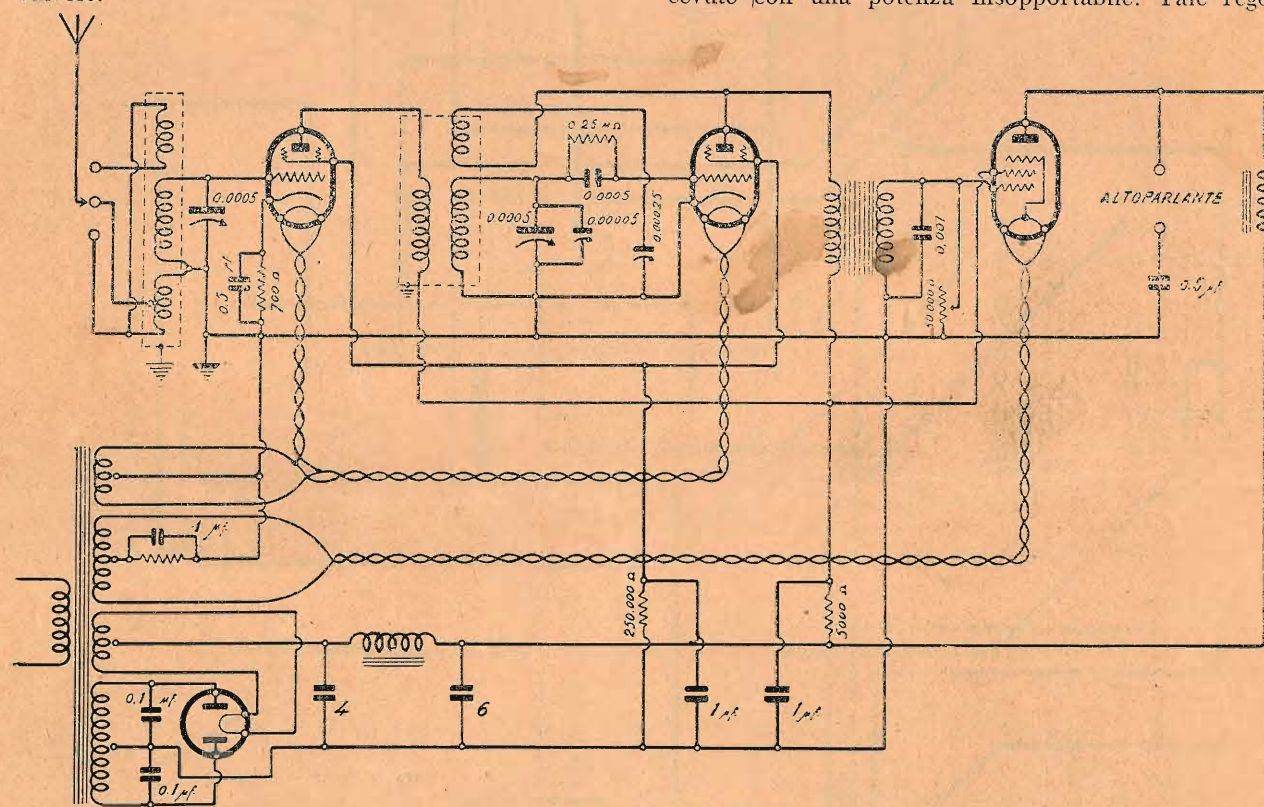 con una potenza insopportabile. Tale
0.25 MΩ
0.0005
0.0005
0.0005
0.00005
0.00025
0,001
ALTOPARLANTE
0.5 μf
700 Ω
50000 Ω
0.5 μf.
1 μf.
250.000 Ω
5000 Ω
0.1 μf.
4
6
1 μf.
1 μf.
0.1 μf.